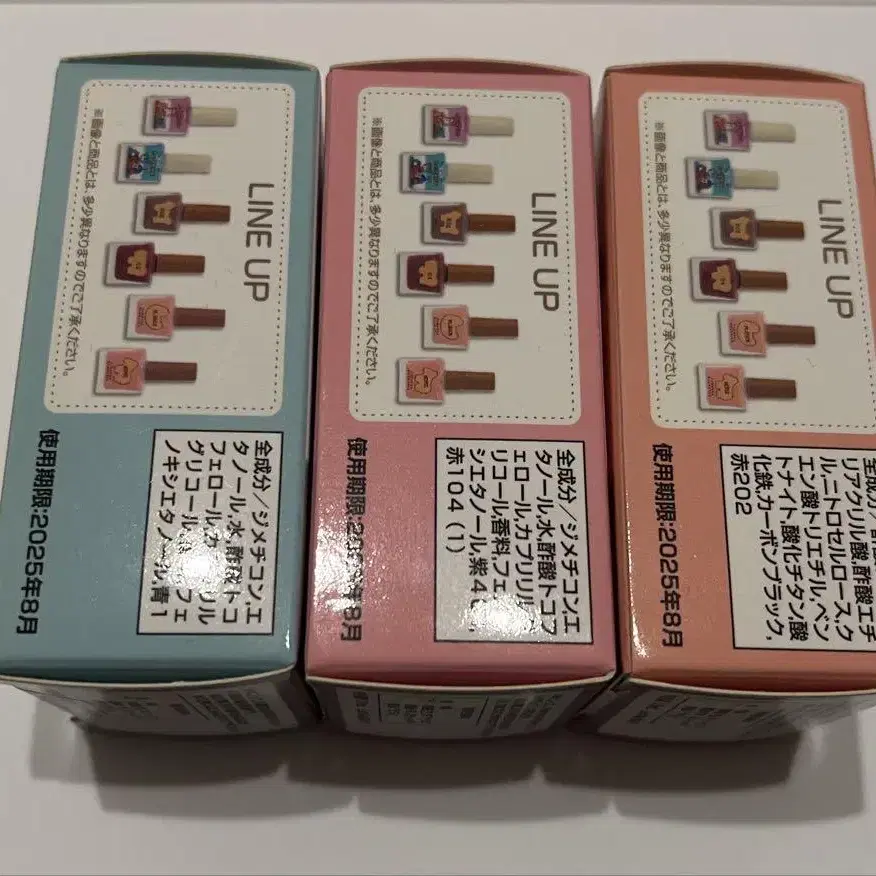 LINE UP
※画像と商品とは、多少異なりますのでご了承ください。
全成分/ジメチコン,エ
タノール,水,酢酸トコ
フェロール,カプリリル
グリコール,
フェ
ノキシエタノール,青1
使用期限:2025年8月
LINE UP
※画像と商品とは、多少異なりますのでご了承ください。
全成分/ジメチコン,エ
タノール,水,酢酸トコフ
ェロール,カプリリル
リコール,香料,フェ
シエタノール,紫4
赤104(1)
使用期限:
年8月
LINE UP
※画像と商品とは、多少異なりますのでご了承ください。
全成分/
リアクリル酸,酢酸エチ
ル,ニトロセルロース,ク
エン酸トリエチル,ベン
トナイト,酸化チタン,酸
化鉄,カーボンブラック,
赤202
使用期限:2025年8月